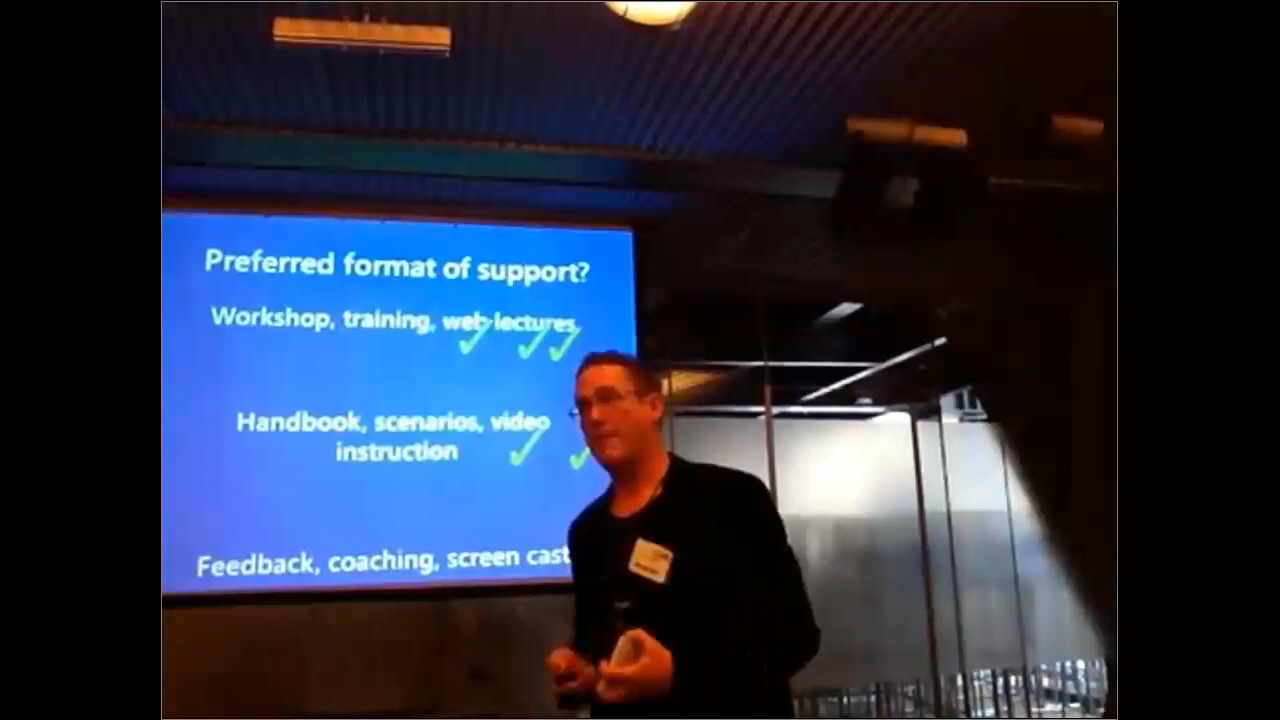 Preferred format of support?
Workshop, training, web lectures
Handbook, scenarios, video
instruction
Feedback, coaching, screen cast